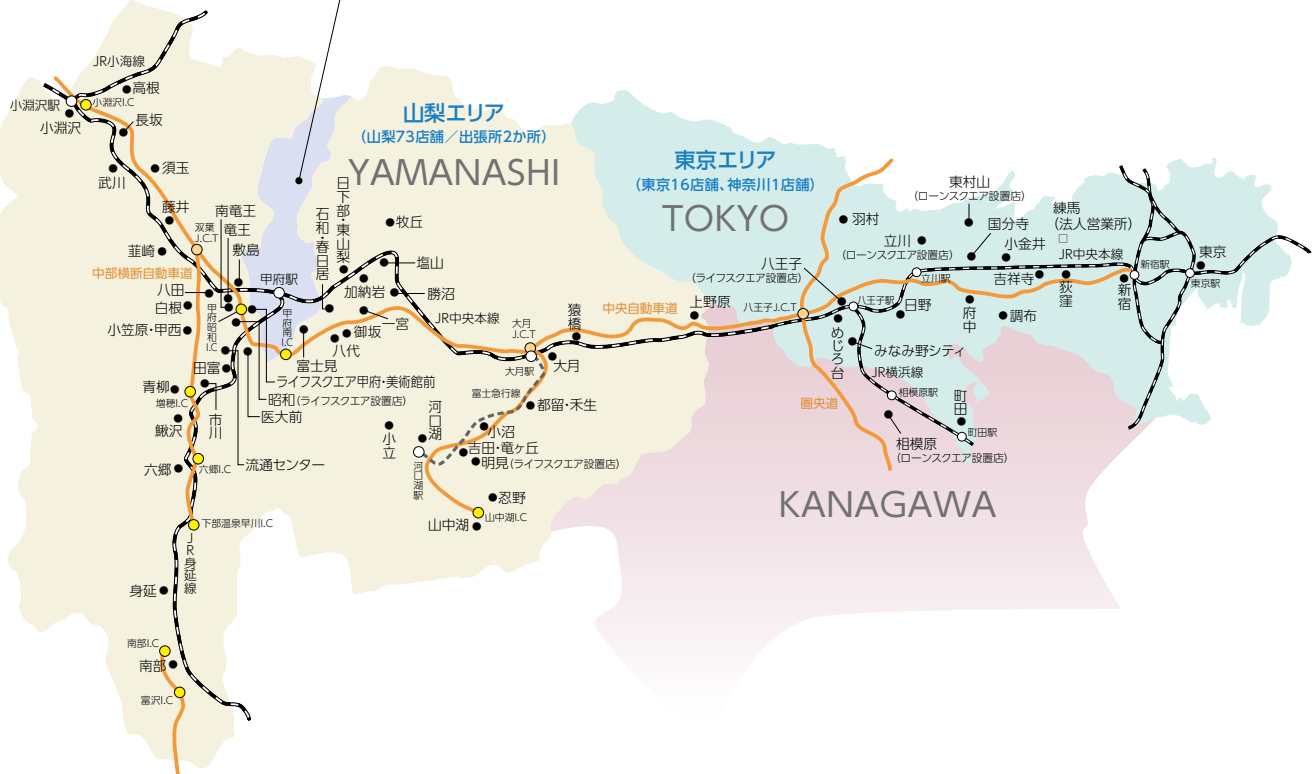 JR小海線
高根
小淵沢駅
小淵沢I.C
小淵沢
長坂
須玉
武川
藤井
南竜王
竜王
敷島
双葉
J.C.T
韮崎
中部横断自動車道
八田
白根
小笠原・甲西
甲府昭和I.C
甲府駅
甲府南I.C
田富
青柳
増穂I.C
鰍沢
市川
六郷
六郷I.C
下部温泉早川I.C
JR身延線
身延
南部I.C
南部
富沢I.C
山梨エリア
(山梨73店舗／出張所2か所)
YAMANASHI
日下部・東山梨
石和・春日居
牧丘
塩山
加納岩
勝沼
一宮
御坂
八代
富士見
ライフスクエア甲府・美術館前
昭和(ライフスクエア設置店)
医大前
流通センター
JR中央本線
大月
J.C.T
猿橋
大月駅
大月
富士急行線
都留・禾生
河口湖
小立
小沼
吉田・竜ヶ丘
明見(ライフスクエア設置店)
河口湖駅
忍野
山中湖I.C
山中湖
中央自動車道
上野原
東京エリア
(東京16店舗、神奈川1店舗)
TOKYO
羽村
東村山
(ローンスクエア設置店)
立川
(ローンスクエア設置店)
国分寺
小金井
練馬
(法人営業所)
□
JR中央本線
八王子
(ライフスクエア設置店)
八王子J.C.T
八王子駅
立川駅
日野
府中
吉祥寺
調布
荻窪
新宿
新宿駅
東京
東京駅
めじろ台
みなみ野シティ
JR横浜線
圏央道
相模原駅
町田
町田駅
相模原
(ローンスクエア設置店)
KANAGAWA